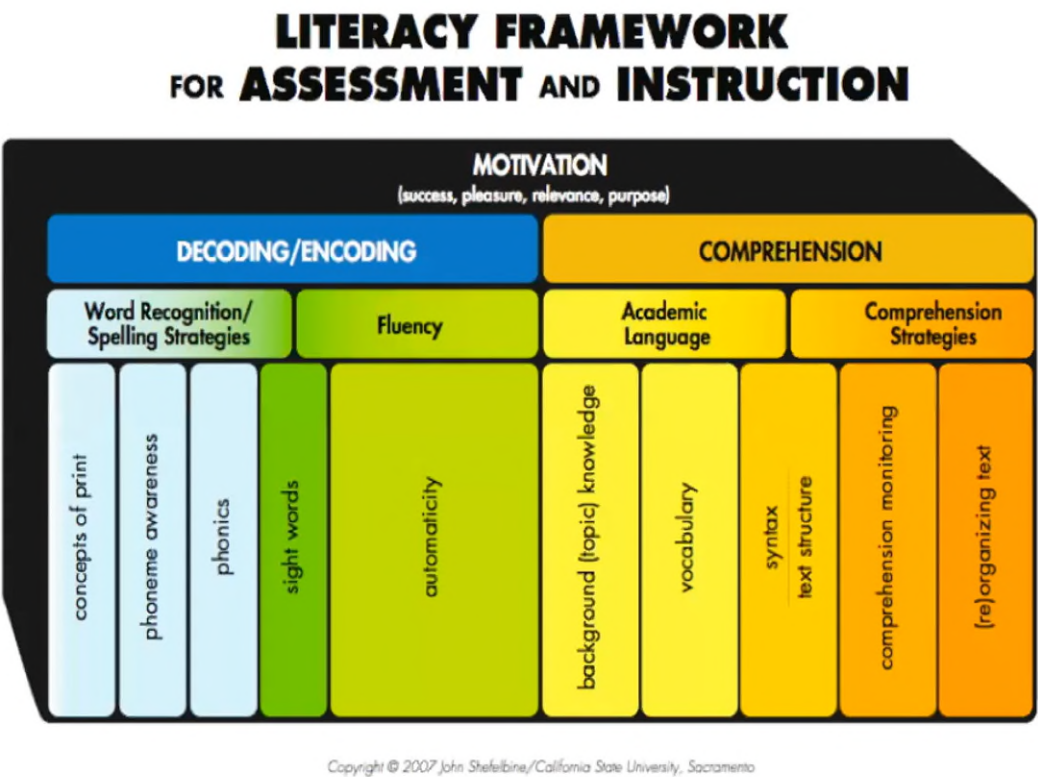 LITERACY FRAMEWORK
FOR ASSESSMENT AND INSTRUCTION
MOTIVATION
(success, pleasure, relevance, purpose)
DECODING/ENCODING
COMPREHENSION
Word Recognition/
Spelling Strategies
Fluency
Academic
Language
Comprehension
Strategies
concepts of print
phoneme awareness
phonics
sight words
automaticity
background (topic) knowledge
vocabulary
syntax
text structure
comprehension monitoring
(re)organizing text
Copyright © 2007 John Shefelbine/California State University, Sacramento